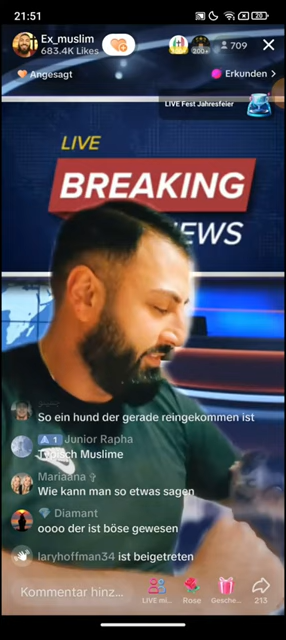 21:51
20
Ex_muslim
683.4K Likes
200+
709
Angesagt
Erkunden >
LIVE Fest Jahresfeier
LIVE
BREAKING
EWS
So ein hund der gerade reingekommen ist
1 Junior Rapha
Typisch Muslime
Mariaana ✞
Wie kann man so etwas sagen
Diamant
oooo der ist böse gewesen
laryhoffman34 ist beigetreten
Kommentar hinz...
LIVE mi...
Rose
Gesche...
213